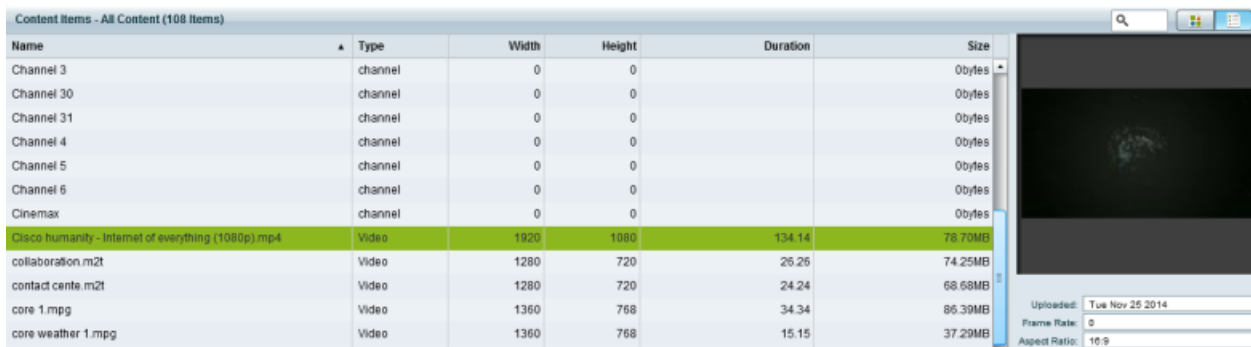 Content Items - All Content (108 Items)
Name Type Width Height Duration Size
Channel 3 channel 0 0 0bytes
Channel 30 channel 0 0 0bytes
Channel 31 channel 0 0 0bytes
Channel 4 channel 0 0 0bytes
Channel 5 channel 0 0 0bytes
Channel 6 channel 0 0 0bytes
Cinemax channel 0 0 0bytes
Cisco humanity - Internet of everything (1080p).mp4 Video 1920 1080 134.14 78.70MB
collaboration.m2t Video 1280 720 26.26 74.25MB
contact cente.m2t Video 1280 720 24.24 68.68MB
core 1.mpg Video 1360 768 34.34 86.39MB
core weather 1.mpg Video 1360 768 15.15 37.29MB
Uploaded: Tue Nov 25 2014
Frame Rate: 0
Aspect Ratio: 16:9